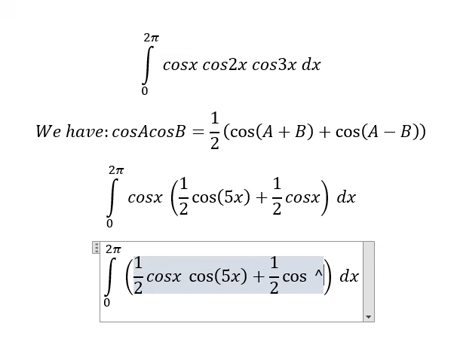 ∫₀^{2π} cosx cos2x cos3x dx
We have: cosAcosB = 1/2 (cos(A + B) + cos(A − B))
∫₀^{2π} cosx (1/2 cos(5x) + 1/2 cosx) dx
∫₀^{2π} (1/2 cosx cos(5x) + 1/2 cos ^) dx